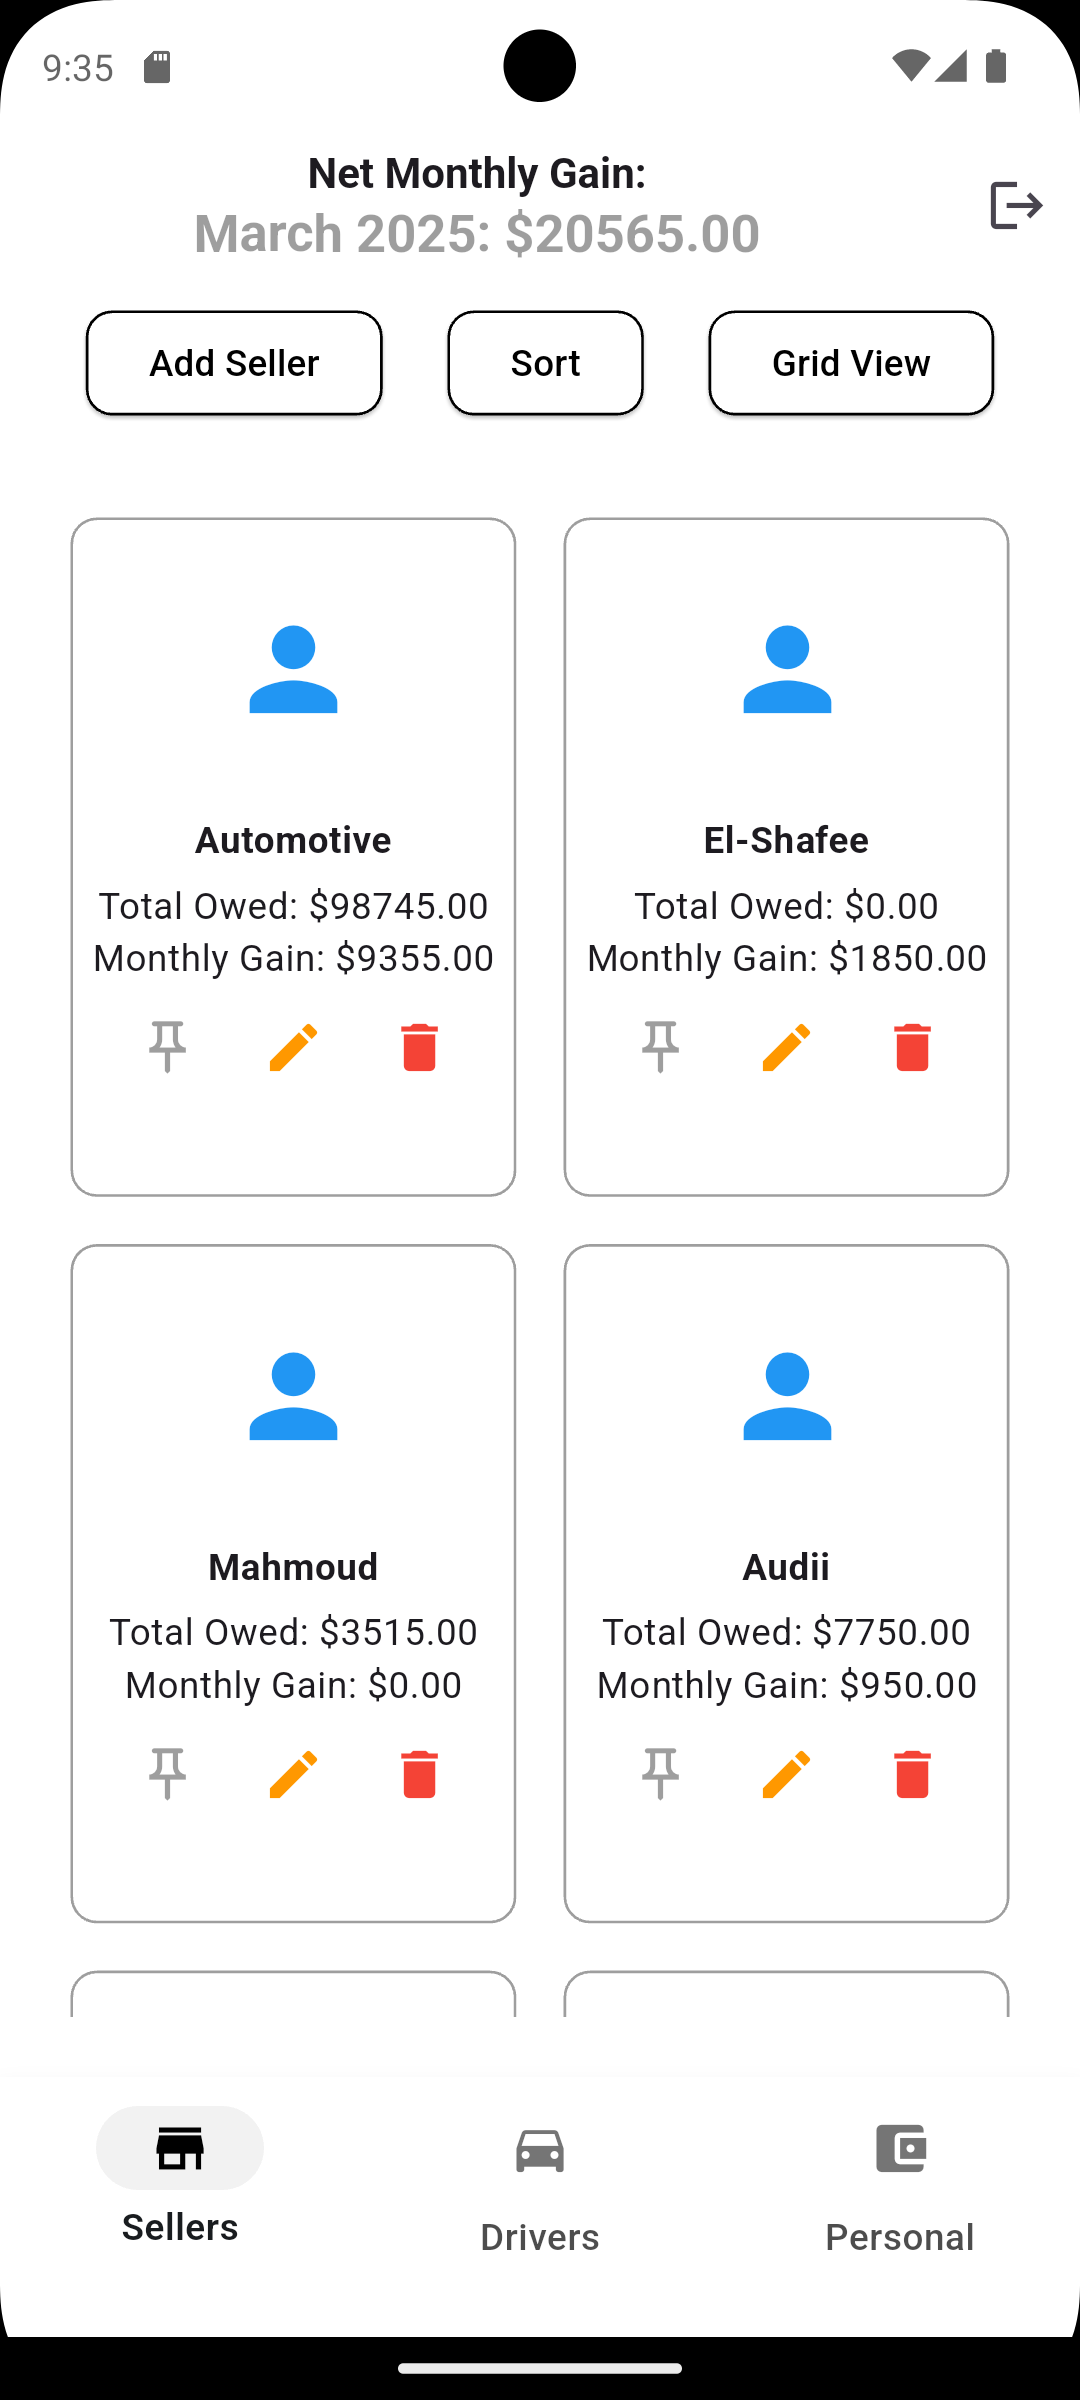 9:35
Net Monthly Gain:
March 2025: $20565.00
Add Seller
Sort
Grid View
Automotive
Total Owed: $98745.00
Monthly Gain: $9355.00
El-Shafee
Total Owed: $0.00
Monthly Gain: $1850.00
Mahmoud
Total Owed: $3515.00
Monthly Gain: $0.00
Audii
Total Owed: $7750.00
Monthly Gain: $950.00
Sellers
Drivers
Personal